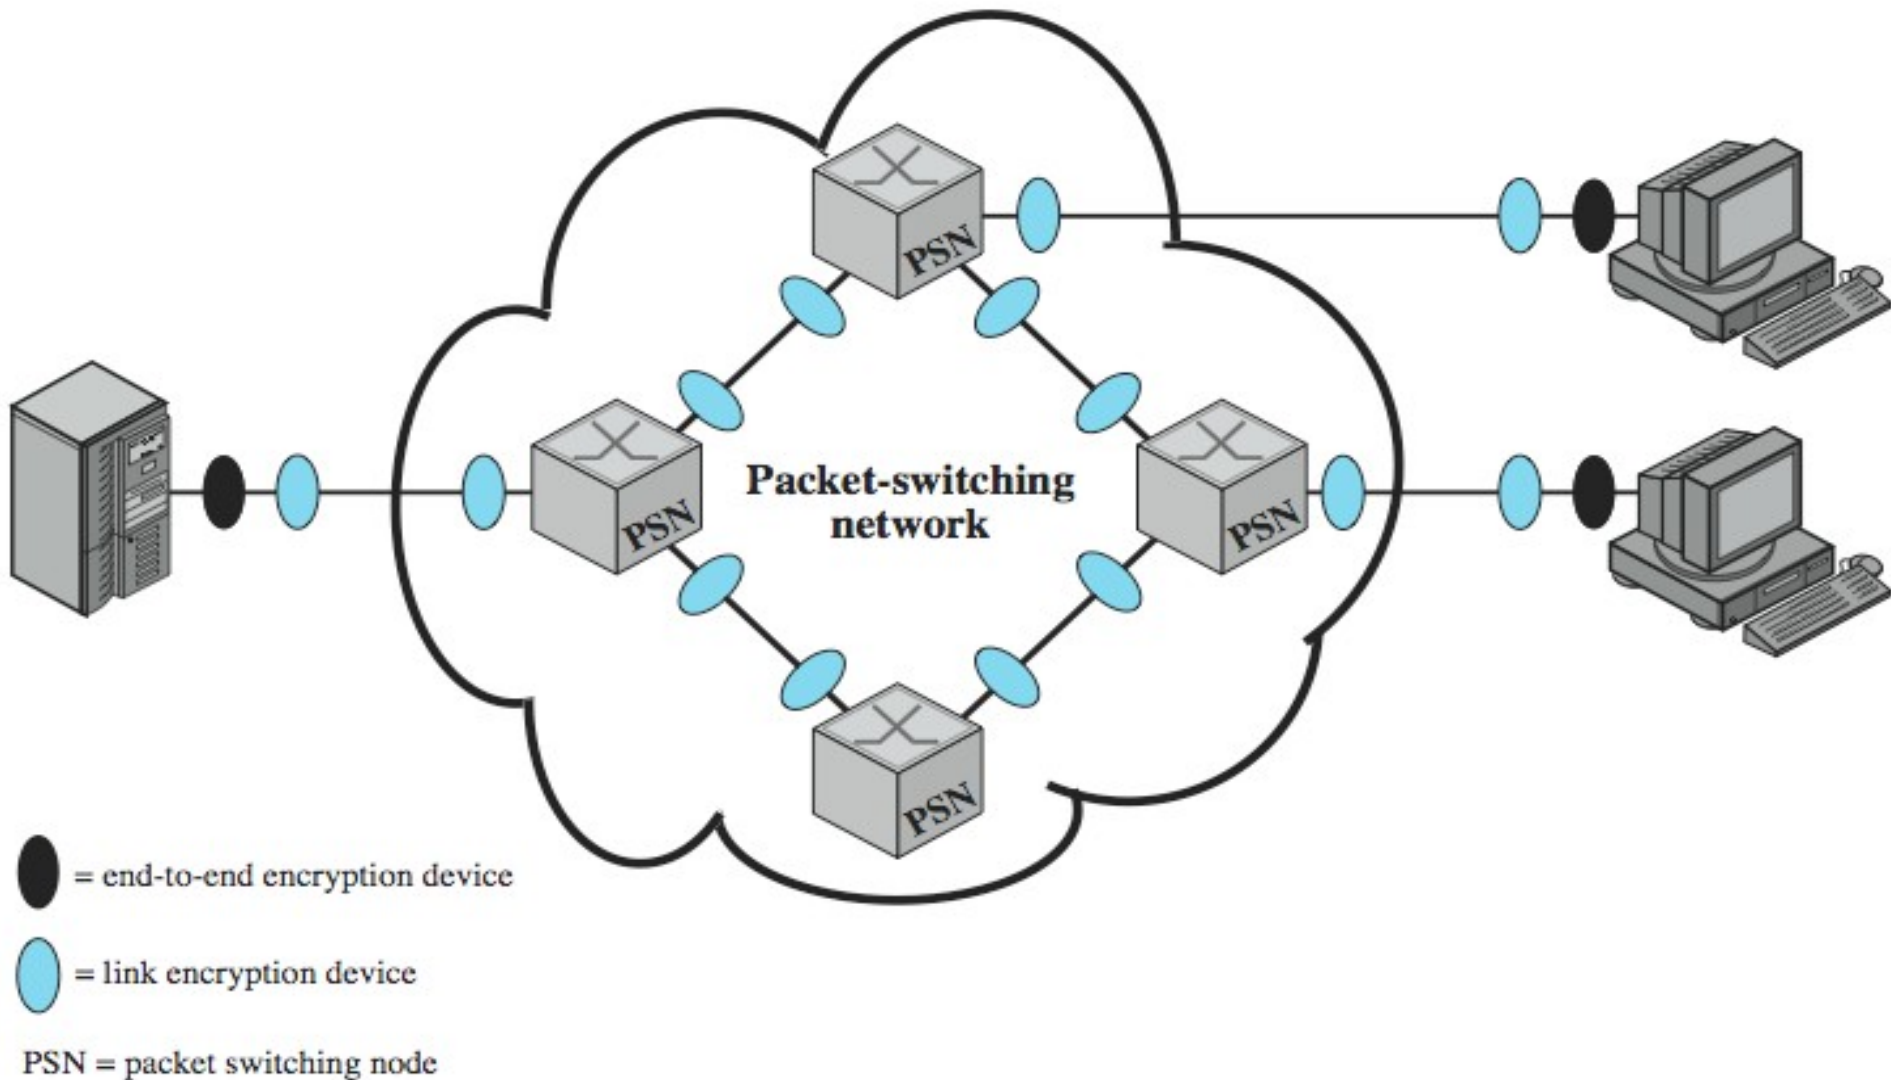 PSN
PSN
Packet-switching
network
PSN
PSN
= end-to-end encryption device
= link encryption device
PSN = packet switching node